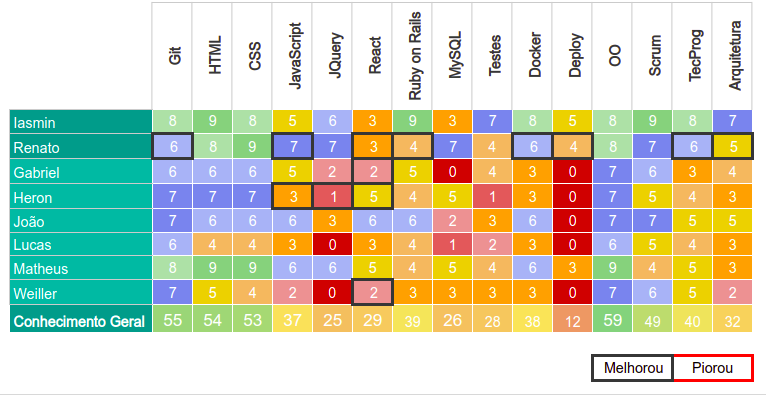 Git HTML CSS JavaScript JQuery React Ruby on Rails MySQL Testes Docker Deploy OO Scrum TecProg Arquitetura
Iasmin 8 9 8 5 6 3 9 3 7 8 5 8 9 8 7
Renato 6 8 9 7 7 3 4 7 4 6 4 8 7 6 5
Gabriel 6 6 6 5 2 2 5 0 4 3 0 7 6 3 4
Heron 7 7 7 3 1 5 4 5 1 3 0 7 5 4 3
João 7 6 6 6 3 6 6 2 3 6 0 7 7 5 5
Lucas 6 4 4 3 0 3 4 1 2 3 0 6 5 4 3
Matheus 8 9 9 6 6 5 4 5 4 6 3 9 4 5 3
Weiller 7 5 4 2 0 2 3 3 3 3 0 7 6 5 2
Conhecimento Geral 55 54 53 37 25 29 39 26 28 38 12 59 49 40 32
Melhorou Piorou